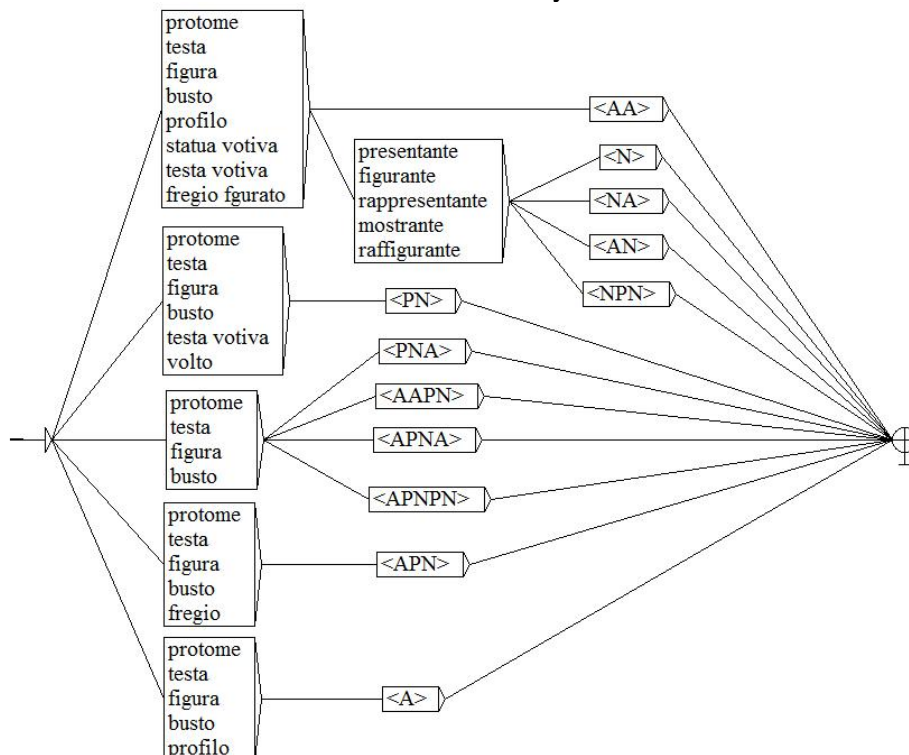 protome
testa
figura
busto
profilo
statua votiva
testa votiva
fregio fgurato
<AA>
presentante
figurante
rappresentante
mostrante
raffigurante
<N>
<NA>
<AN>
<NPN>
protome
testa
figura
busto
testa votiva
volto
<PN>
protome
testa
figura
busto
<PNA>
<AAPN>
<APNA>
<APNPN>
protome
testa
figura
busto
fregio
<APN>
protome
testa
figura
busto
profilo
<A>